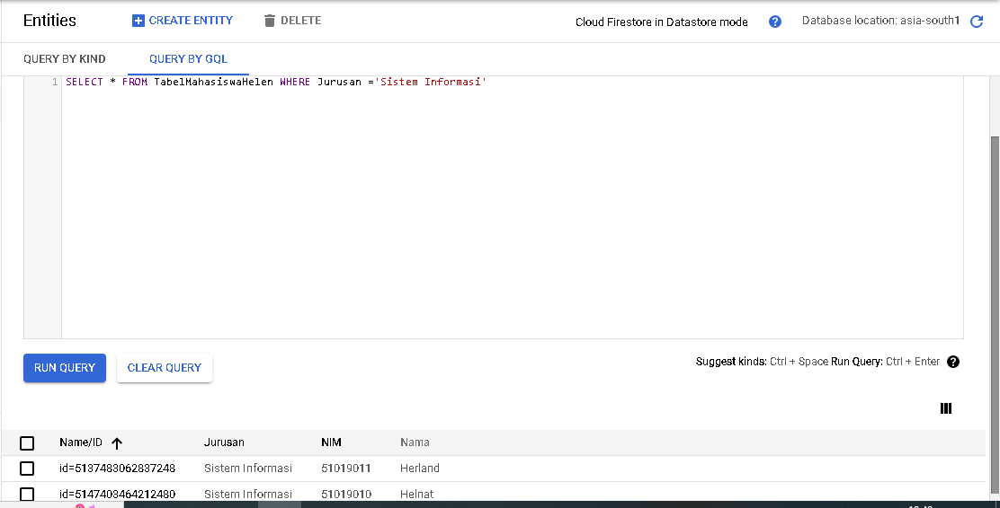 Entities
CREATE ENTITY
DELETE
Cloud Firestore in Datastore mode
Database location: asia-south1
QUERY BY KIND
QUERY BY GQL
1 SELECT * FROM TabelMahasiswaHelen WHERE Jurusan ='Sistem Informasi'
RUN QUERY
CLEAR QUERY
Suggest kinds: Ctrl + Space Run Query: Ctrl + Enter
Name/ID Jurusan NIM Nama
id=5137483062837248 Sistem Informasi 51019011 Herland
id=5147403464212480 Sistem Informasi 51019010 Helnat